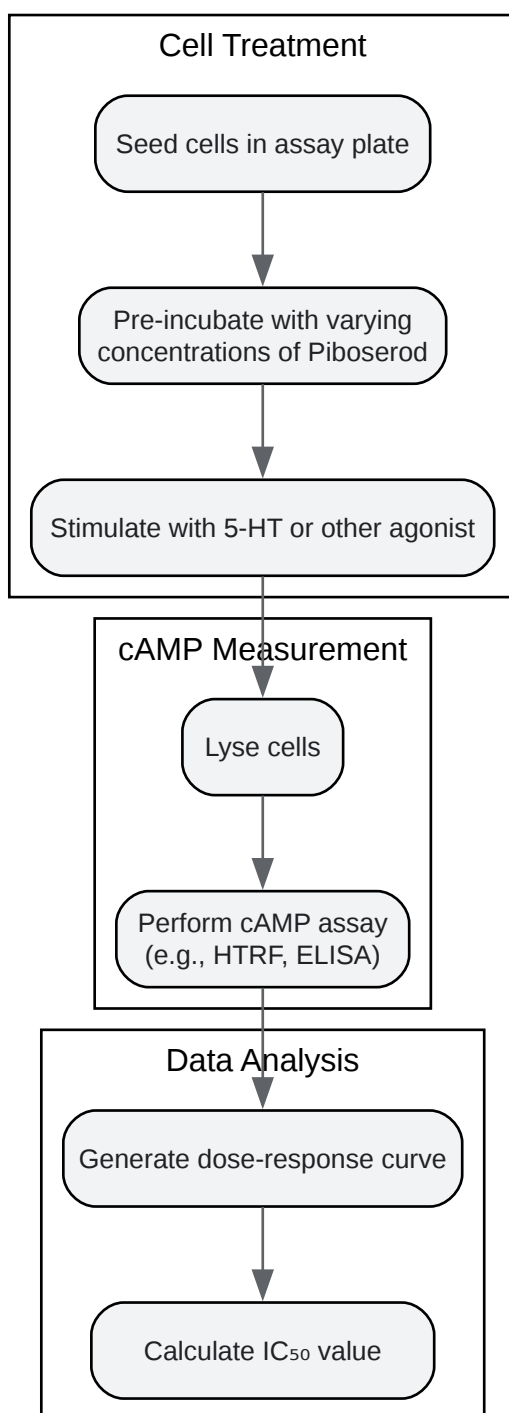 Cell Treatment
Seed cells in assay plate
Pre-incubate with varying
concentrations of Piboserod
Stimulate with 5-HT or other agonist
cAMP Measurement
Lyse cells
Perform cAMP assay
(e.g., HTRF, ELISA)
Data Analysis
Generate dose-response curve
Calculate IC₅₀ value